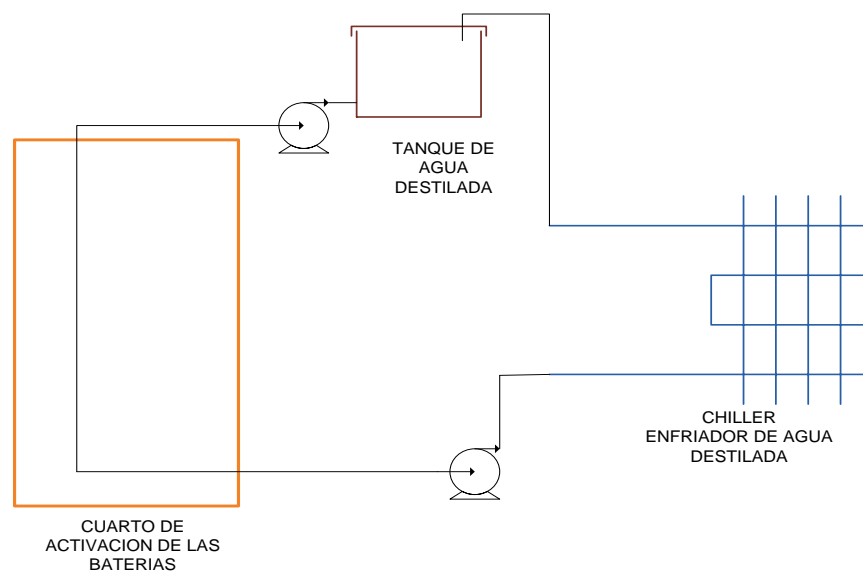 TANQUE DE
AGUA
DESTILADA
CHILLER
ENFRIADOR DE AGUA
DESTILADA
CUARTO DE
ACTIVACION DE LAS
BATERIAS